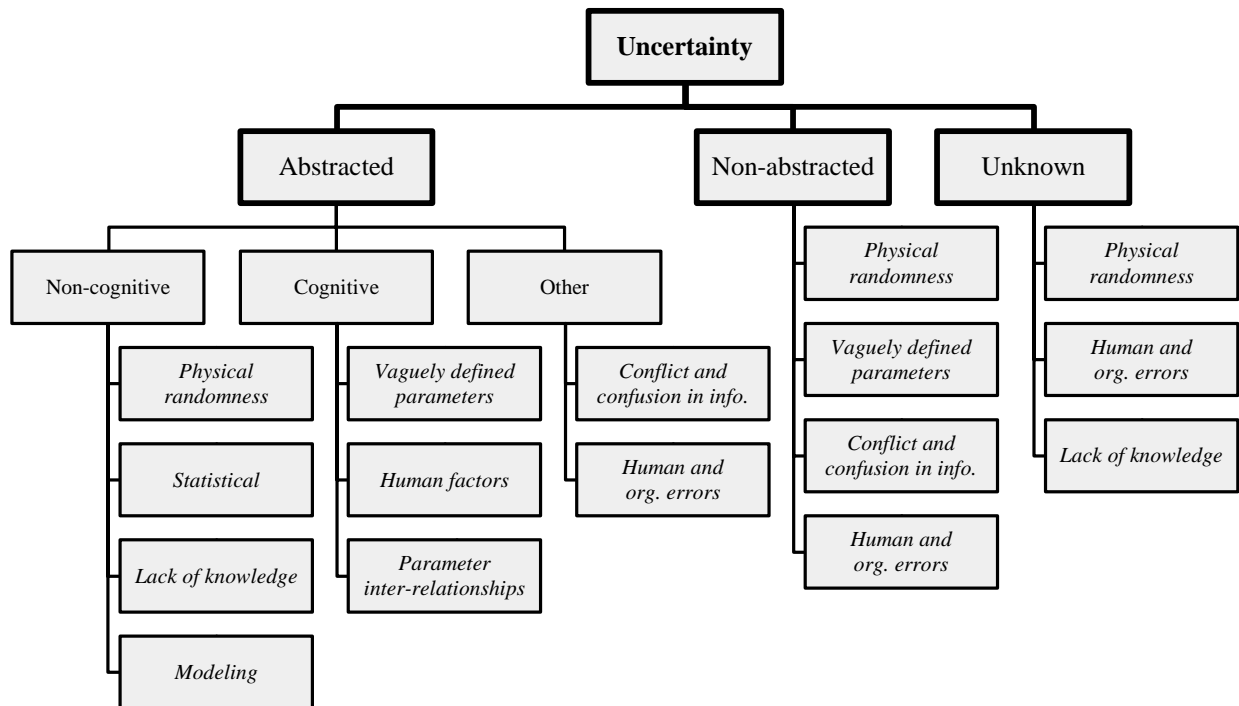 Uncertainty
Abstracted
Non-abstracted
Unknown
Non-cognitive
Cognitive
Other
Physical
randomness
Statistical
Lack of knowledge
Modeling
Vaguely defined
parameters
Human factors
Parameter
inter-relationships
Conflict and
confusion in info.
Human and
org. errors
Physical
randomness
Vaguely defined
parameters
Conflict and
confusion in info.
Human and
org. errors
Physical
randomness
Human and
org. errors
Lack of knowledge